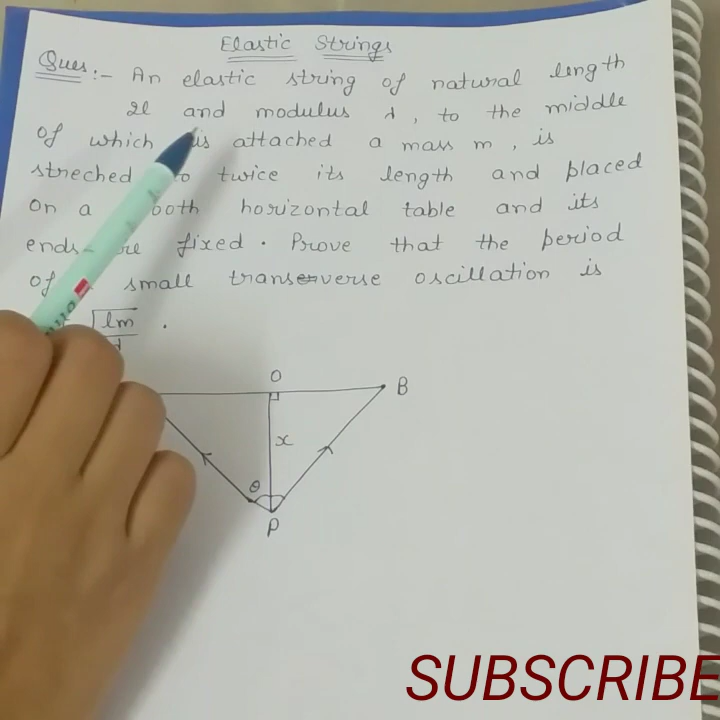 Elastic Strings
Ques :- An elastic string of natural length
2l and modulus λ, to the middle
of which is attached a mass m, is
streched to twice its length and placed
on a horizontal table and its
ends fixed. Prove that the period
of small transverse oscillation is
√lm/λ.
O
B
x
θ
P
SUBSCRIBE